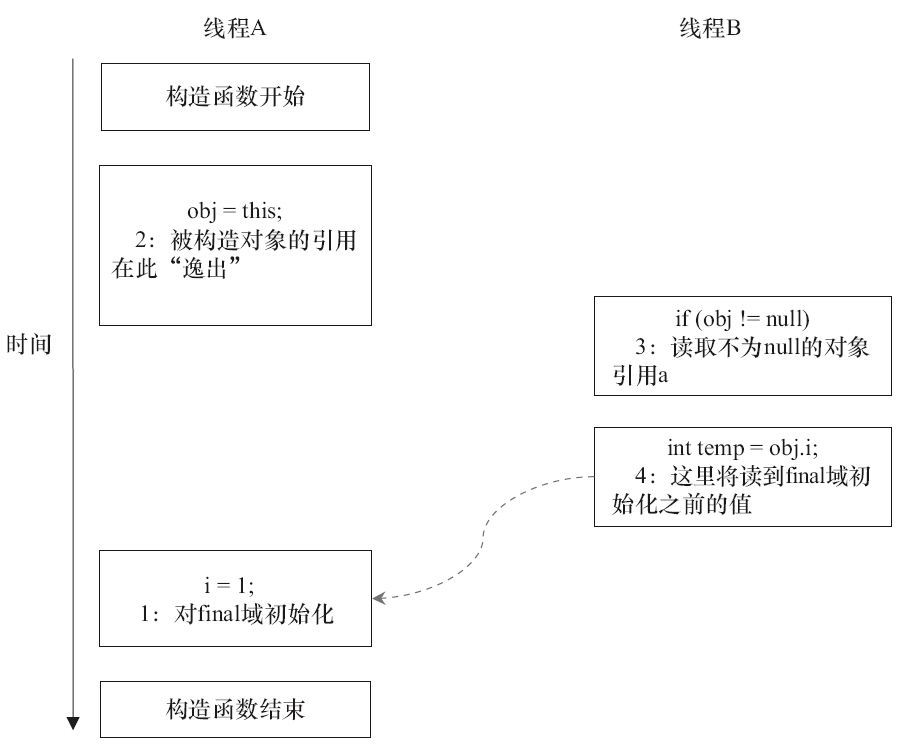 线程A
线程B
构造函数开始
obj = this;
2：被构造对象的引用
在此“逸出”
if (obj != null)
3：读取不为null的对象
引用a
时间
int temp = obj.i;
4：这里将读到final域初
始化之前的值
i = 1;
1：对final域初始化
构造函数结束